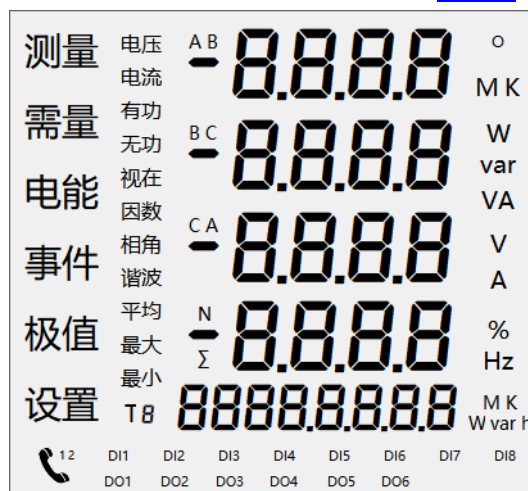 测量 电压 A B 8.8.8.8 °
电流 M K
需量 有功 B C 8.8.8.8 W
无功 var
电能 视在 VA
因数 C A 8.8.8.8 V
事件 相角 A
谐波
极值 平均 N 8.8.8.8 %
最大 Σ Hz
最小
设置 T8 88888.8.8.8 M K
W var h
1 2 DI1 DI2 DI3 DI4 DI5 DI6 DI7 DI8
DO1 DO2 DO3 DO4 DO5 DO6